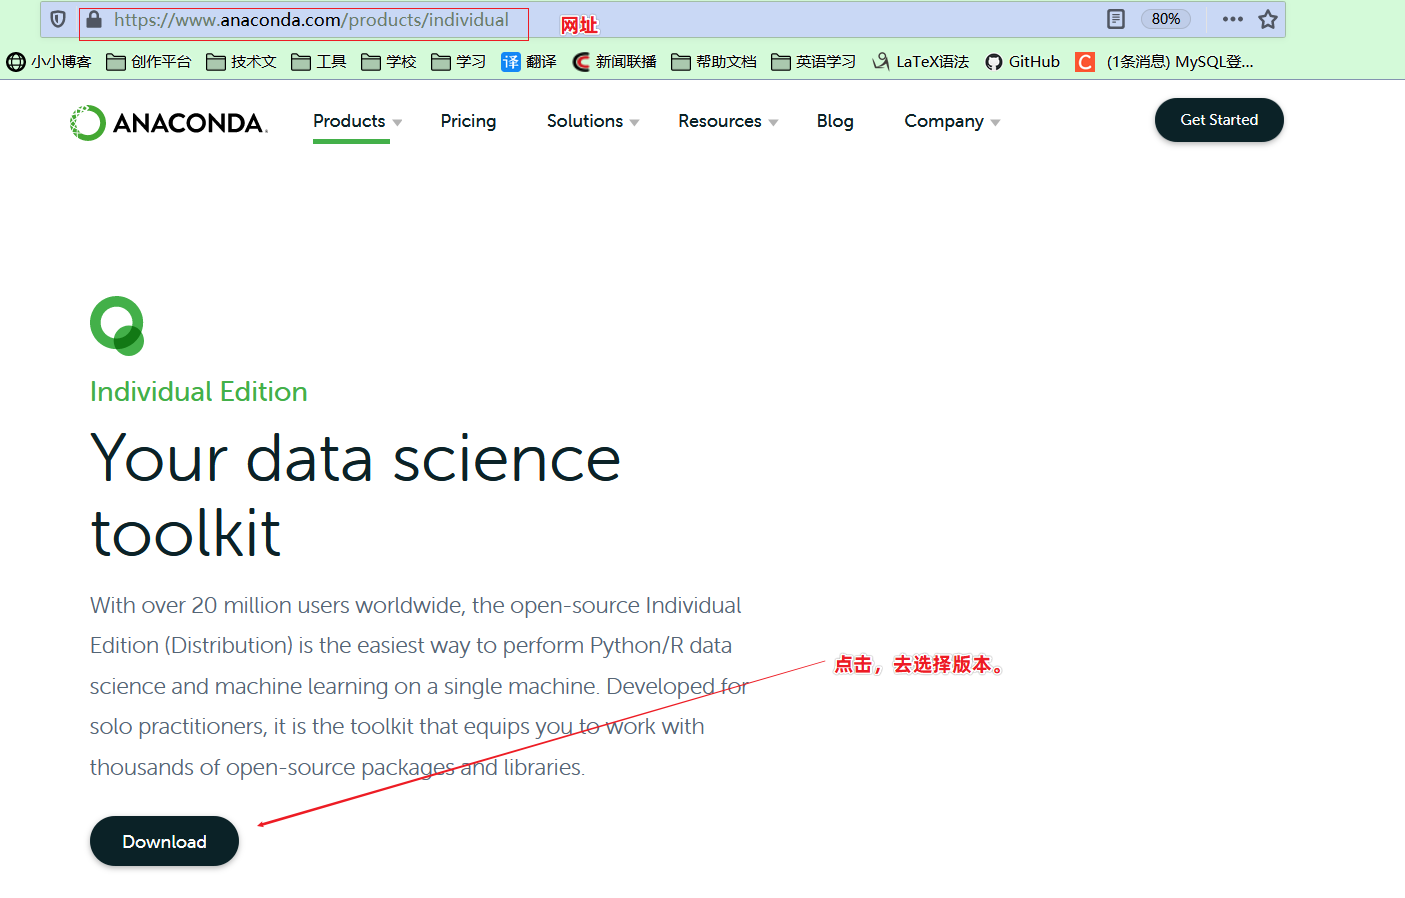 https://www.anaconda.com/products/individual
网址
80%
小小博客 创作平台 技术文 工具 学校 学习 译 翻译 新闻联播 帮助文档 英语学习 LaTeX语法 GitHub C (1条消息) MySQL登...
ANACONDA. Products Pricing Solutions Resources Blog Company Get Started
Individual Edition
Your data science
toolkit
With over 20 million users worldwide, the open-source Individual
Edition (Distribution) is the easiest way to perform Python/R data
science and machine learning on a single machine. Developed for
solo practitioners, it is the toolkit that equips you to work with
thousands of open-source packages and libraries.
点击，去选择版本。
Download